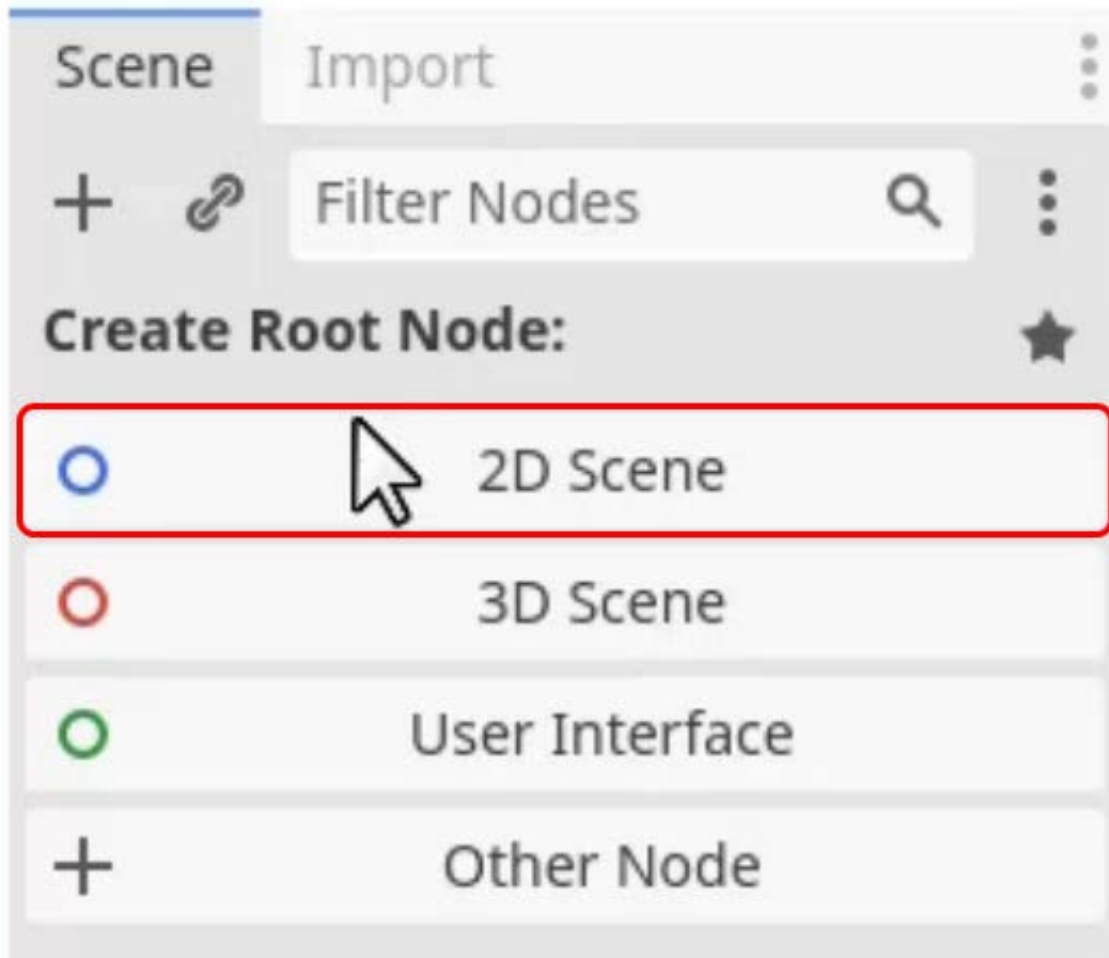 Scene Import
Filter Nodes
Create Root Node:
2D Scene
3D Scene
User Interface
Other Node